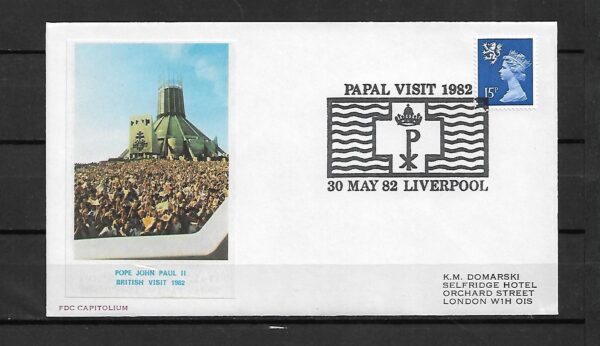 PAPAL VISIT 1982
15P
30 MAY 82 LIVERPOOL
POPE JOHN PAUL II
BRITISH VISIT 1982
FDC CAPITOLIUM
K.M. DOMARSKI
SELFRIDGE HOTEL
ORCHARD STREET
LONDON W1H OIS